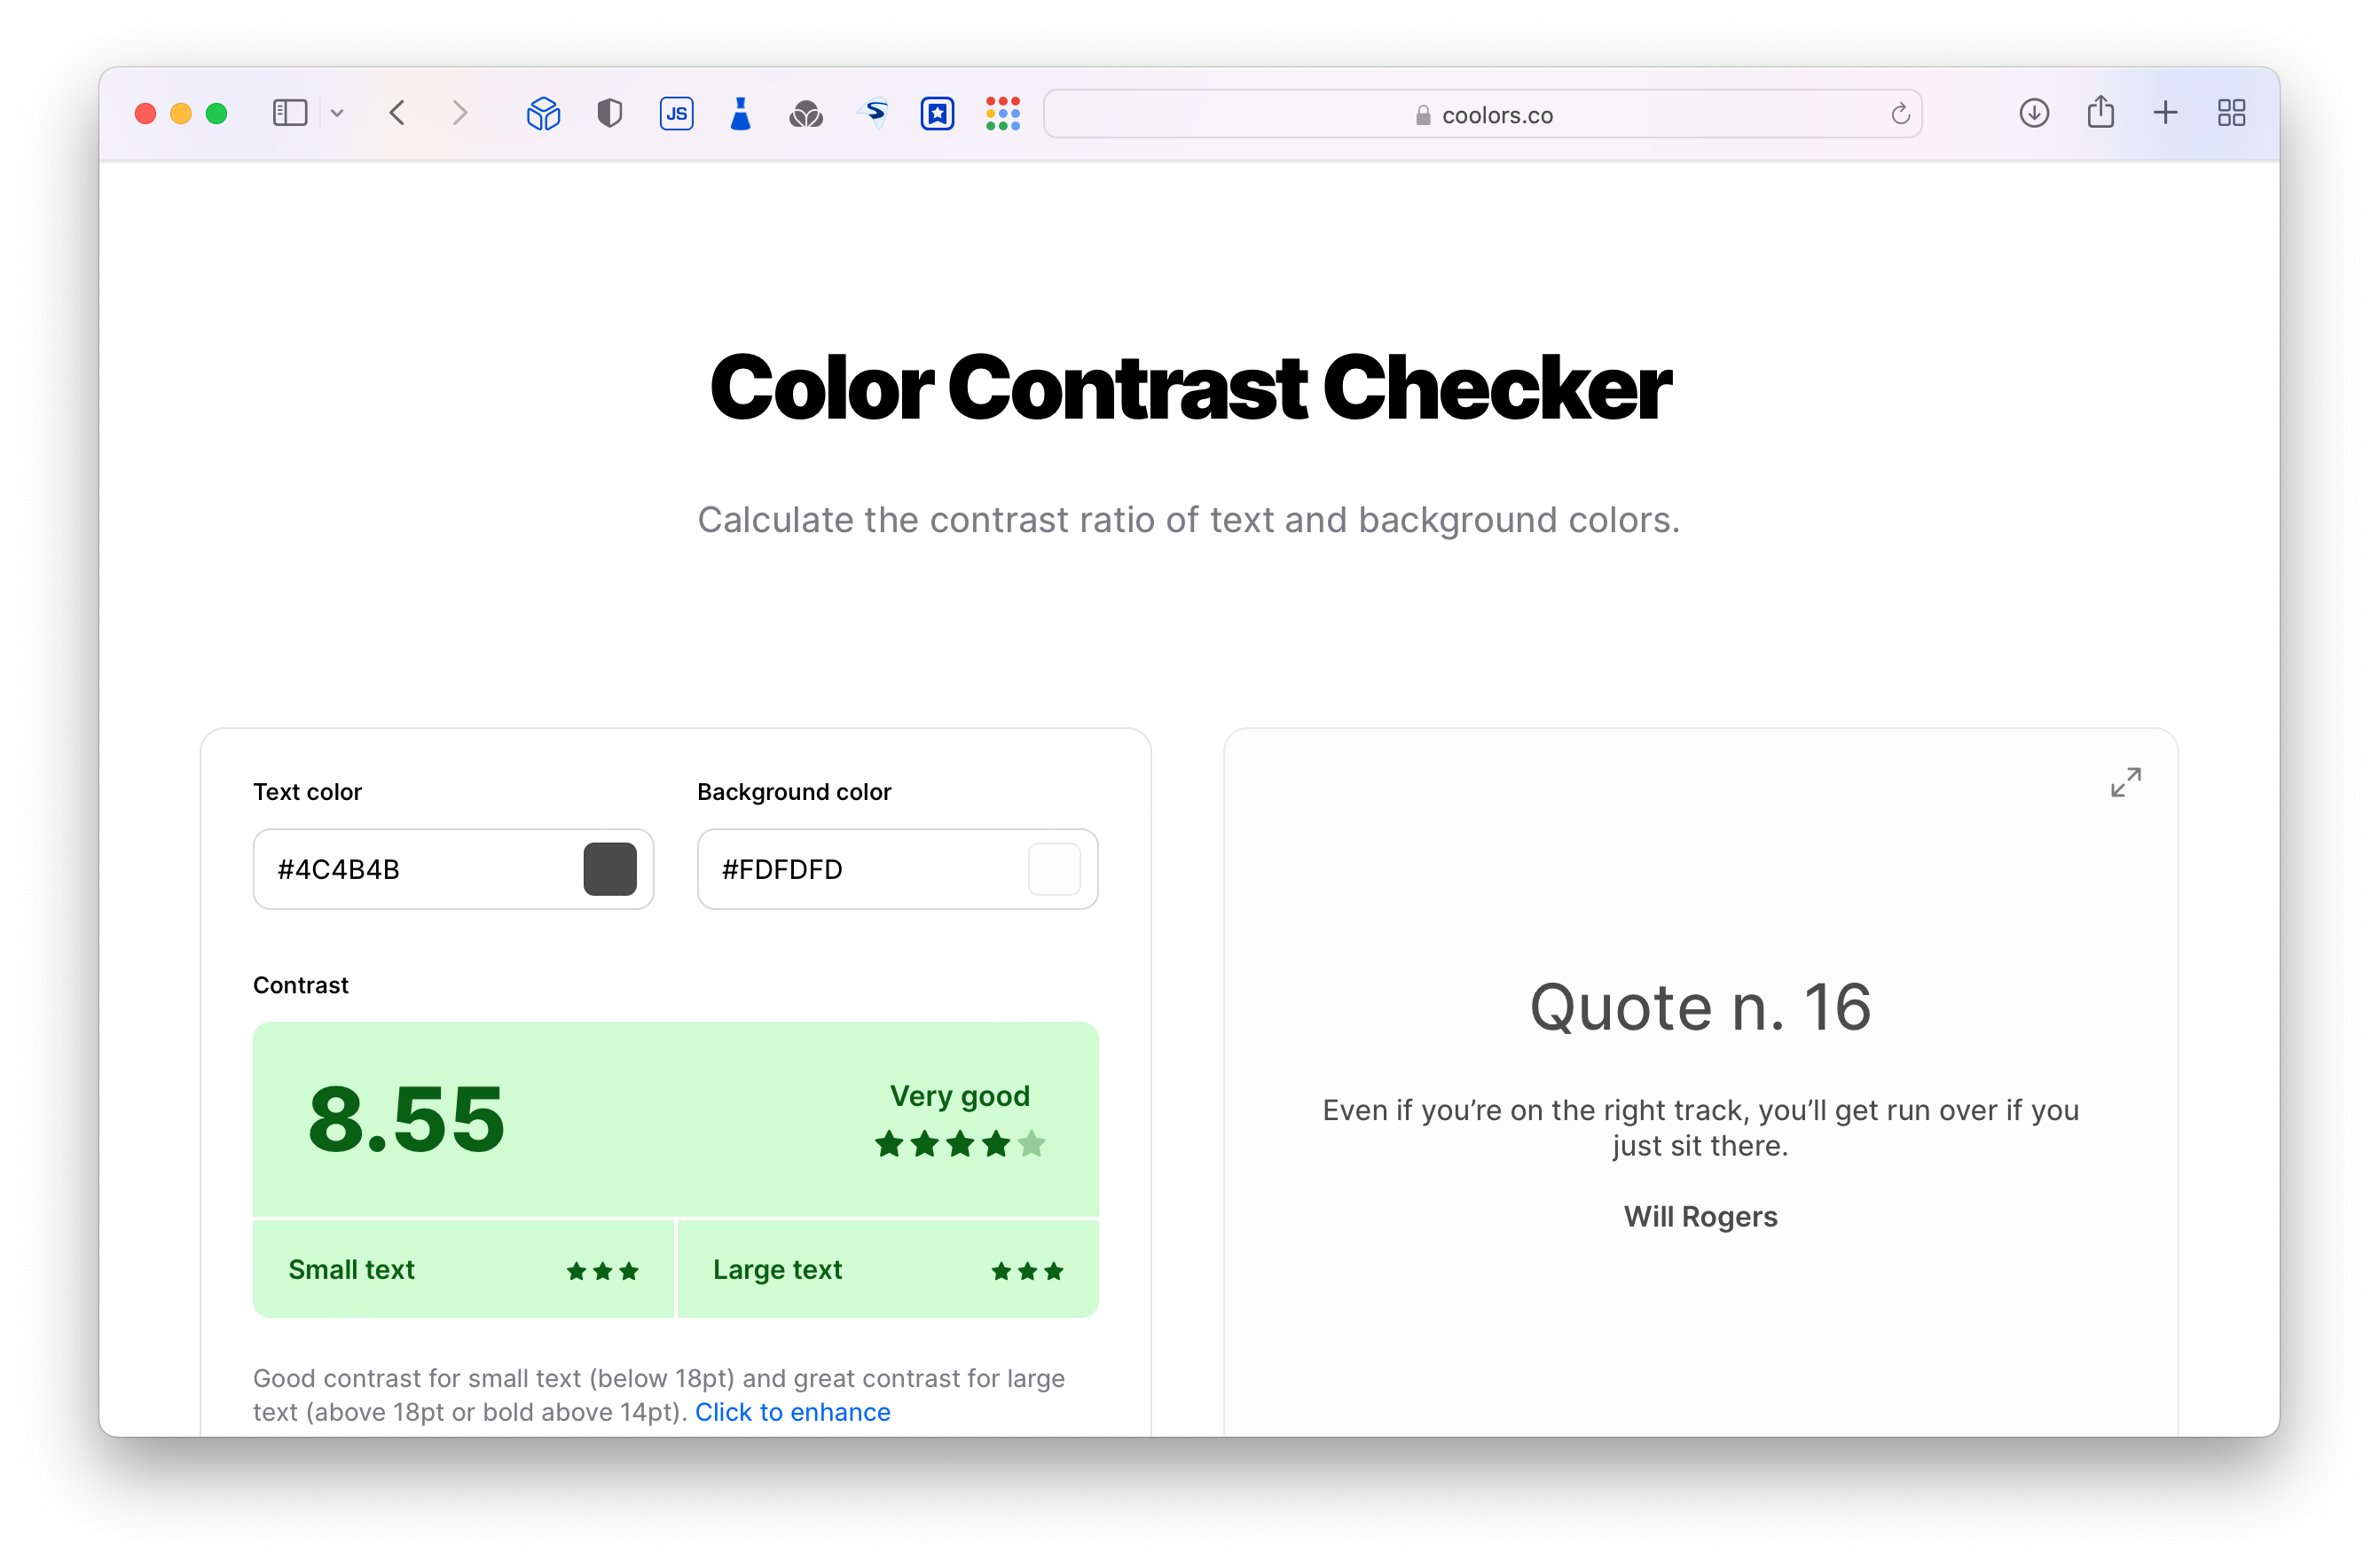 JS
coolors.co
Color Contrast Checker
Calculate the contrast ratio of text and background colors.
Text color
#4C4B4B
Background color
#FDFDFD
Contrast
8.55
Very good
Small text
Large text
Good contrast for small text (below 18pt) and great contrast for large
text (above 18pt or bold above 14pt). Click to enhance
Quote n. 16
Even if you’re on the right track, you’ll get run over if you
just sit there.
Will Rogers